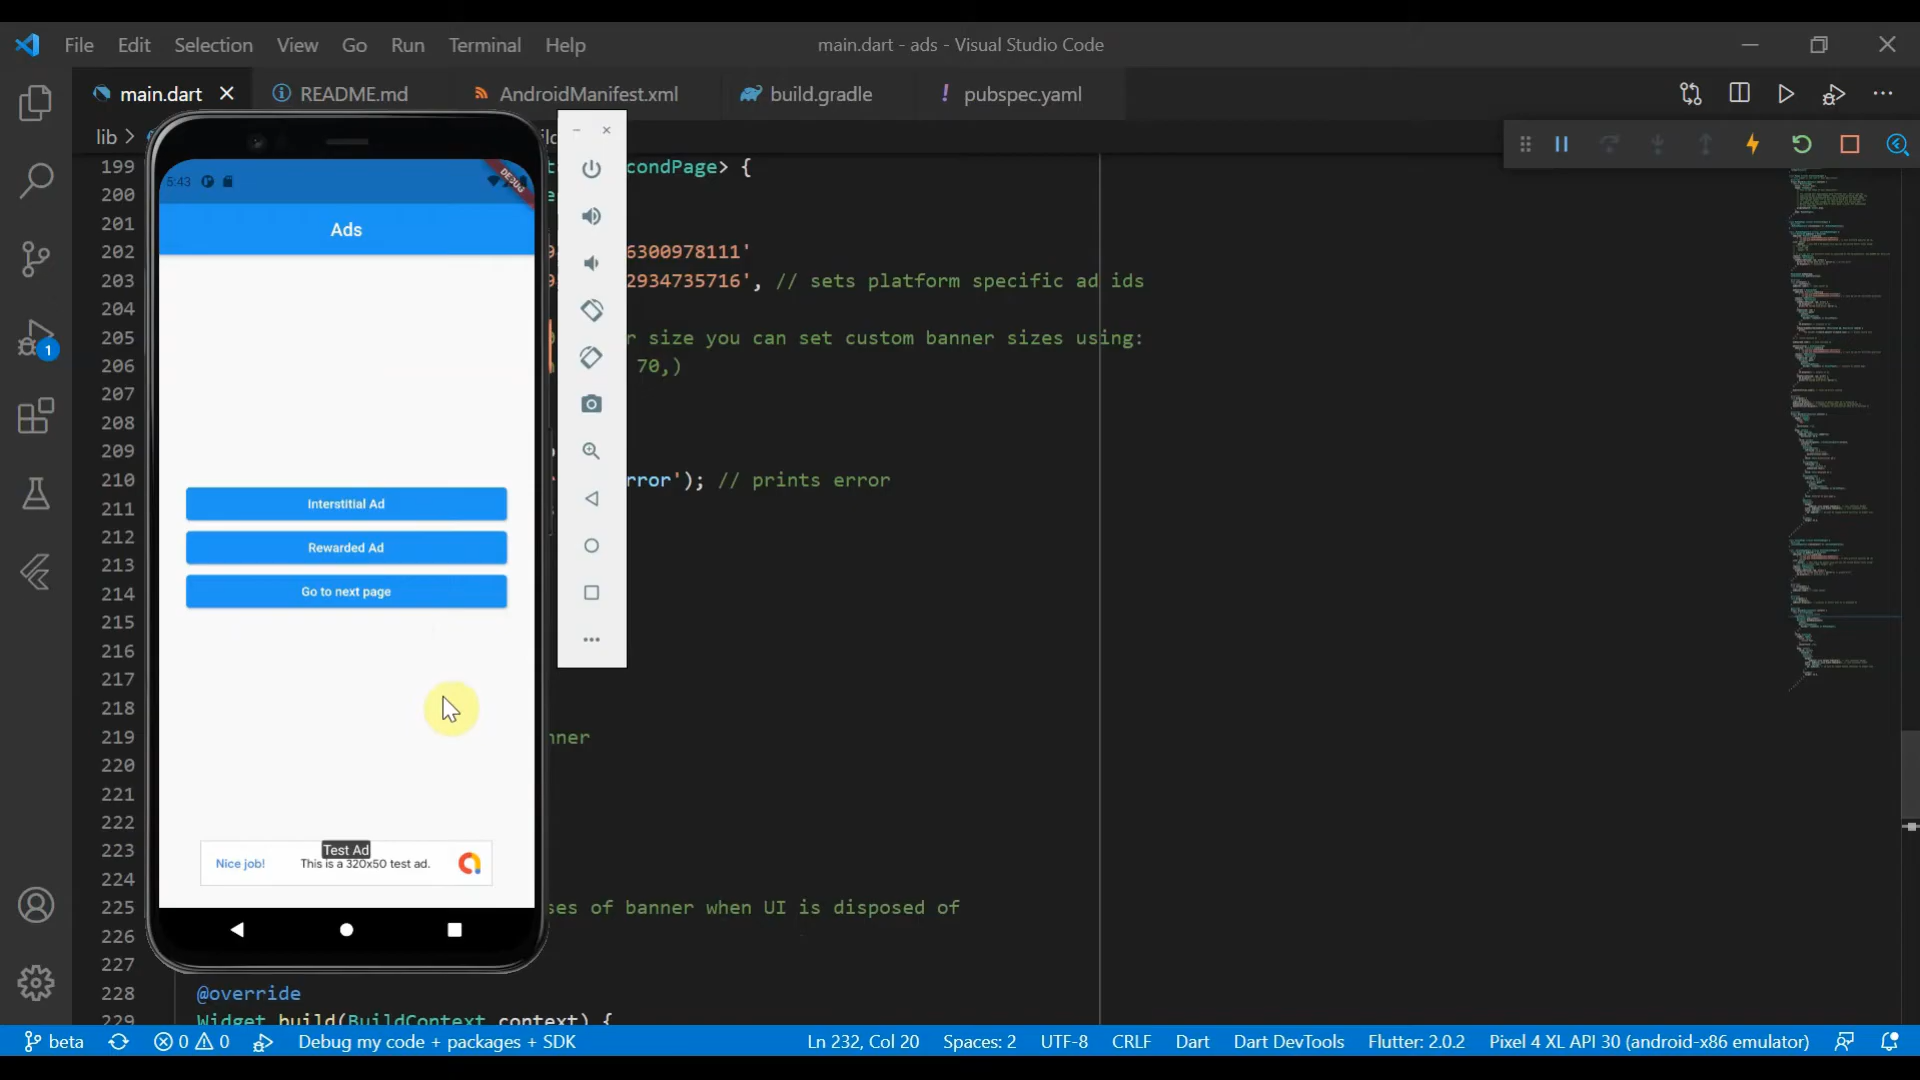 File Edit Selection View Go Run Terminal Help
main.dart - ads - Visual Studio Code
main.dart README.md AndroidManifest.xml build.gradle ! pubspec.yaml
lib >
199 condPage> {
200
201
202 6300978111'
203 2934735716', // sets platform specific ad ids
204
205 r size you can set custom banner sizes using:
206 70,)
207
208
209
210 rror'); // prints error
211
212
213
214
215
216
217
218
219 nner
220
221
222
223
224
225 ses of banner when UI is disposed of
226
227
228 @override
229 Widget build(BuildContext context) {
5:43
DEBUG
Ads
Interstitial Ad
Rewarded Ad
Go to next page
Test Ad
Nice job! This is a 320x50 test ad.
1
beta 0 0 Debug my code + packages + SDK Ln 232, Col 20 Spaces: 2 UTF-8 CRLF Dart Dart DevTools Flutter: 2.0.2 Pixel 4 XL API 30 (android-x86 emulator)